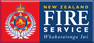 NEW ZEALAND
FIRE
SERVICE
Whakaratonga Iwi